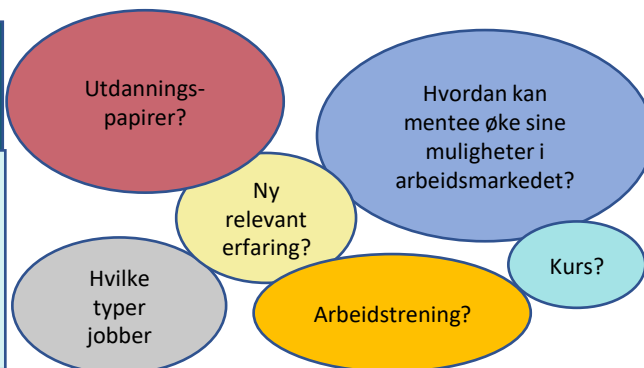 Utdannings-
papirer?
Hvordan kan
mentee øke sine
muligheter i
arbeidsmarkedet?
Ny
relevant
erfaring?
Kurs?
Hvilke
typer
jobber
Arbeidstrening?